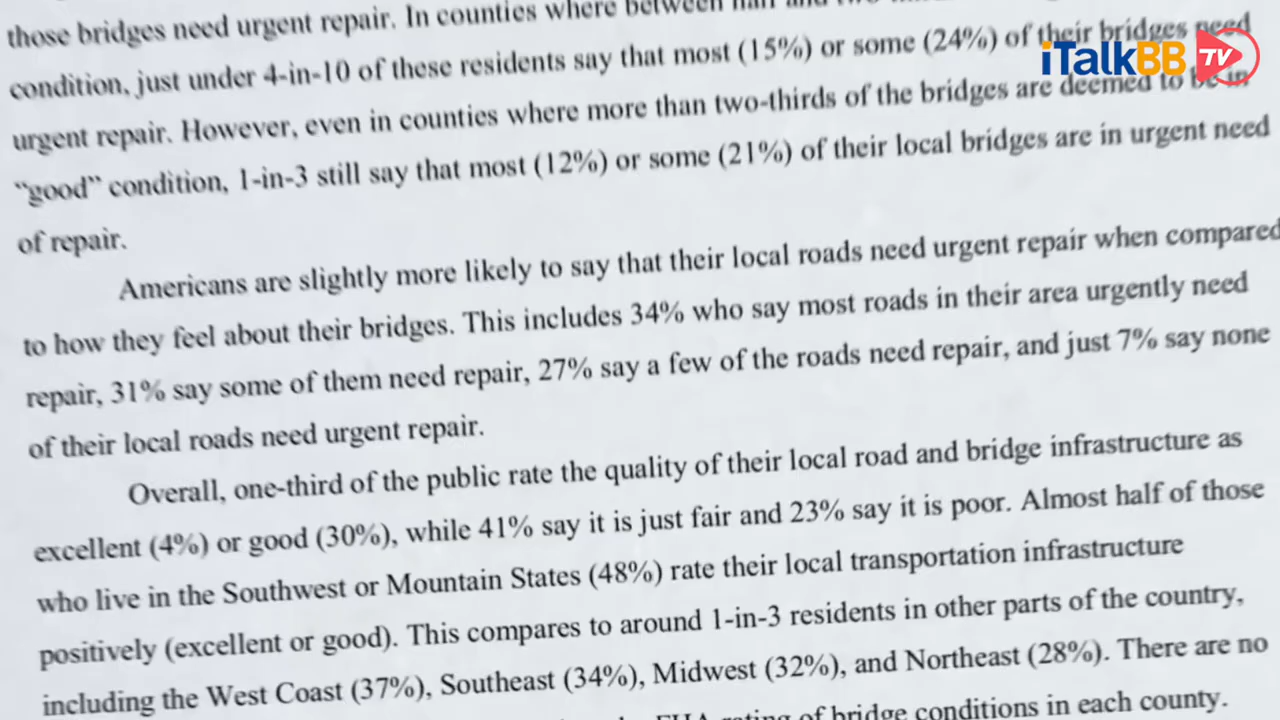 those bridges need urgent repair. In counties where between half and
condition, just under 4-in-10 of these residents say that most (15%) or some (24%) of their bridges need
urgent repair. However, even in counties where more than two-thirds of the bridges are deemed to be in
“good” condition, 1-in-3 still say that most (12%) or some (21%) of their local bridges are in urgent need
of repair.
Americans are slightly more likely to say that their local roads need urgent repair when compared
to how they feel about their bridges. This includes 34% who say most roads in their area urgently need
repair, 31% say some of them need repair, 27% say a few of the roads need repair, and just 7% say none
of their local roads need urgent repair.
Overall, one-third of the public rate the quality of their local road and bridge infrastructure as
excellent (4%) or good (30%), while 41% say it is just fair and 23% say it is poor. Almost half of those
who live in the Southwest or Mountain States (48%) rate their local transportation infrastructure
positively (excellent or good). This compares to around 1-in-3 residents in other parts of the country,
including the West Coast (37%), Southeast (34%), Midwest (32%), and Northeast (28%). There are no
rating of bridge conditions in each county.
iTalkBB TV